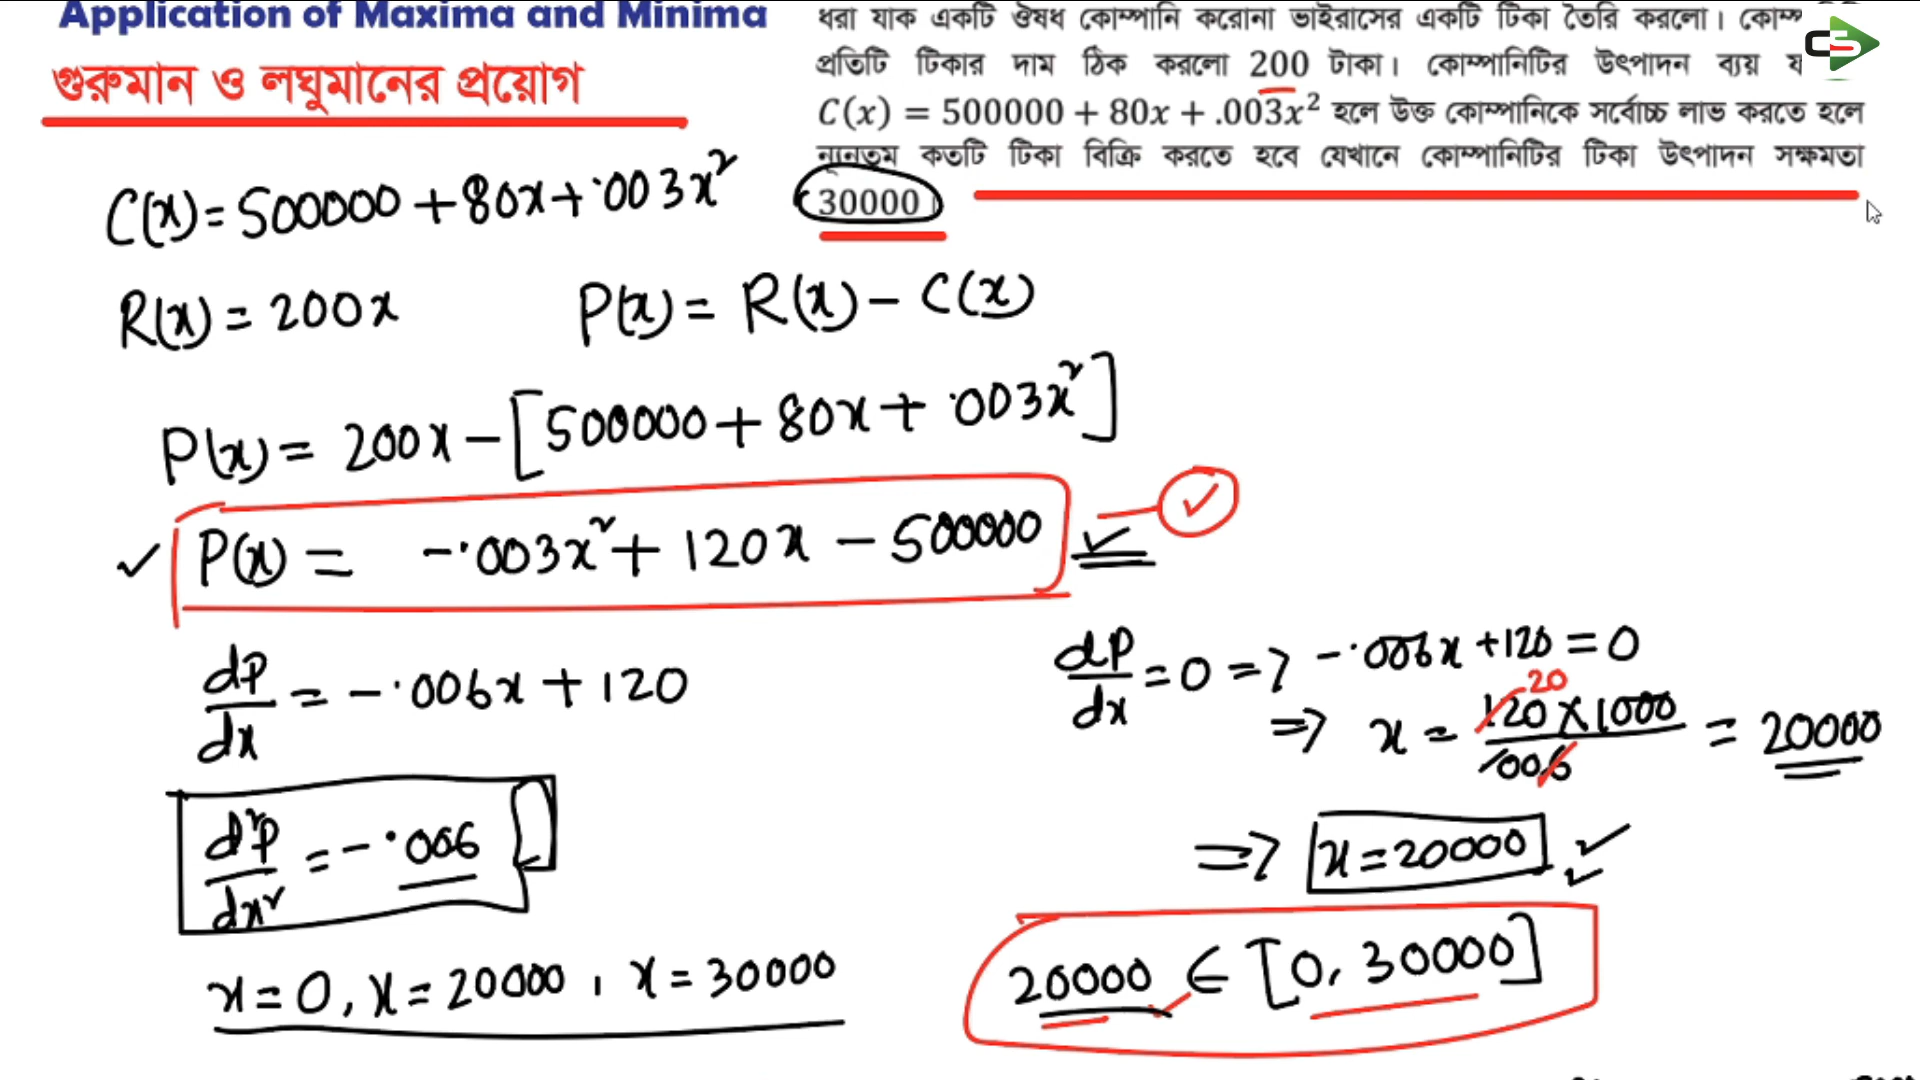 Application of Maxima and Minima
গুরুমান ও লঘুমানের প্রয়োগ
ধরা যাক একটি ঔষধ কোম্পানি করোনা ভাইরাসের একটি টিকা তৈরি করলো।
প্রতিটি টিকার দাম ঠিক করলো 200 টাকা। কোম্পানিটির উৎপাদন ব্যয়
C(x) = 500000 + 80x + .003x² হলে উক্ত কোম্পানিকে সর্বোচ্চ লাভ করতে হলে
ন্যূনতম কতটি টিকা বিক্রি করতে হবে যেখানে কোম্পানিটির টিকা উৎপাদন সক্ষমতা
30000
C(x) = 500000 + 80x + .003x²
R(x) = 200x
P(x) = R(x) - C(x)
P(x) = 200x - [500000 + 80x + .003x²]
P(x) = -.003x² + 120x - 500000
dP/dx = -.006x + 120
d²P/dx² = -.006
x = 0, x = 20000, x = 30000
dP/dx = 0 => -.006x + 120 = 0
=> x = 120 × 1000 / 006 = 20000
20
=> x = 20000
20000 ∈ [0, 30000]